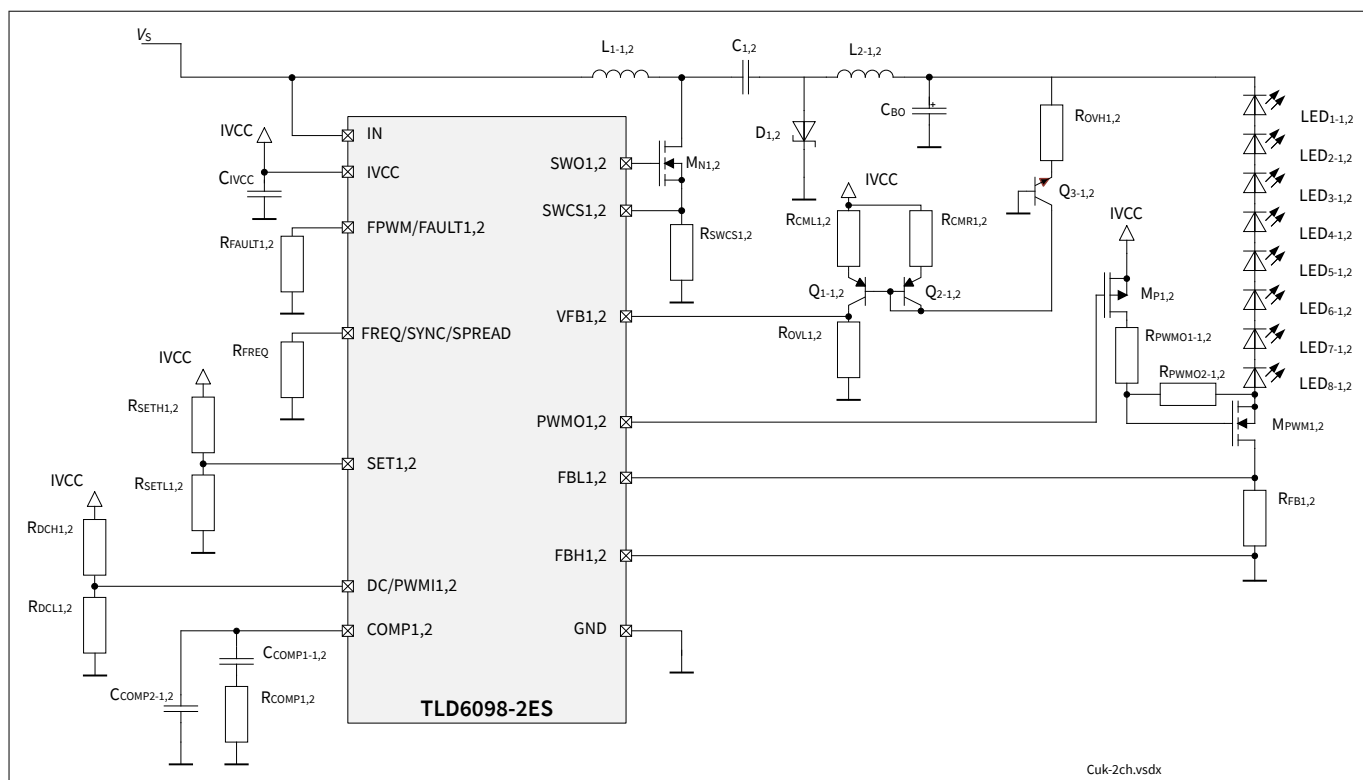 VS
L1-1,2
C1,2
L2-1,2
CBO
ROVH1,2
LED1-1,2
IVCC
IN
D1,2
LED2-1,2
CIVCC
IVCC
SWO1,2
MN1,2
IVCC
Q3-1,2
LED3-1,2
SWCS1,2
RCML1,2
RCMR1,2
IVCC
LED4-1,2
RFAULT1,2
FPWM/FAULT1,2
RSWCS1,2
LED5-1,2
Q1-1,2
Q2-1,2
MP1,2
LED6-1,2
VFB1,2
ROVL1,2
RPWMO1-1,2
LED7-1,2
RFREQ
FREQ/SYNC/SPREAD
IVCC
RPWMO2-1,2
LED8-1,2
RSETH1,2
PWMO1,2
MPWM1,2
SET1,2
FBL1,2
RSETL1,2
IVCC
RFB1,2
RDCH1,2
FBH1,2
DC/PWMI1,2
RDCL1,2
COMP1,2
GND
CCOMP1-1,2
CCOMP2-1,2
RCOMP1,2
TLD6098-2ES
Cuk-2ch.vsdx